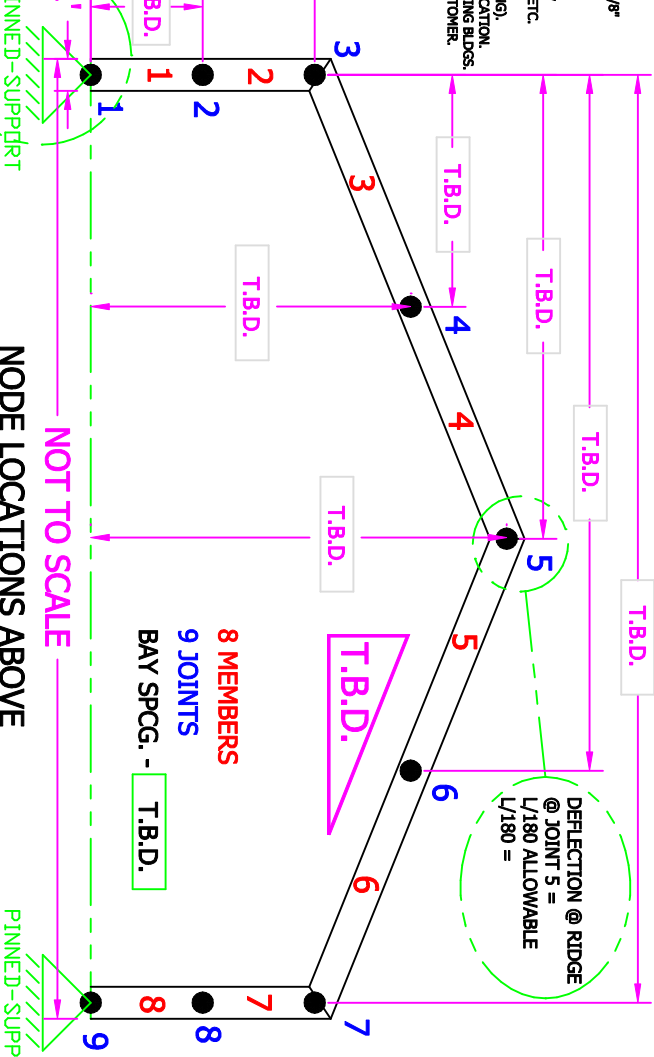 /8"
ETC.
G).
CATION.
ING BLDGS.
TOMER.
T.B.D.
T.B.D.
T.B.D.
T.B.D.
T.B.D.
T.B.D.
B.D.
3
3
4
4
5
5
6
6
7
7
2
2
1
1
8
8
9
DEFLECTION @ RIDGE
@ JOINT 5 =
L/180 ALLOWABLE
L/180 =
T.B.D.
8 MEMBERS
9 JOINTS
BAY SPCG. - T.B.D.
PINNED-SUPP
NOT TO SCALE
NODE LOCATIONS ABOVE